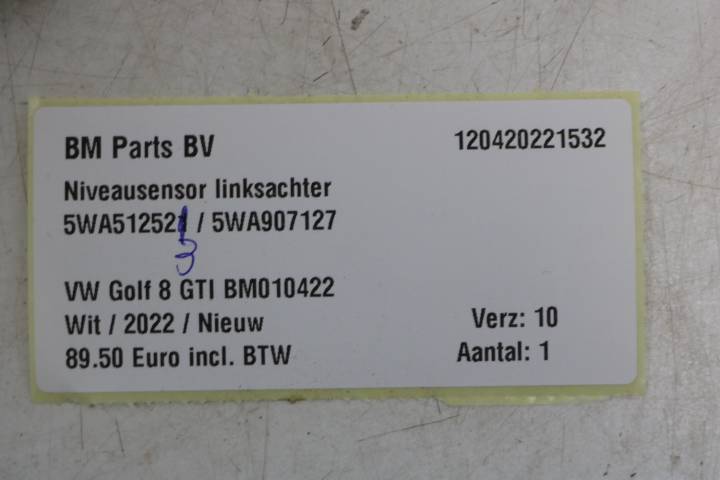 BM Parts BV
120420221532
Niveausensor linksachter
5WA512521 / 5WA907127
3
VW Golf 8 GTI BM010422
Wit / 2022 / Nieuw
Verz: 10
89.50 Euro incl. BTW
Aantal: 1